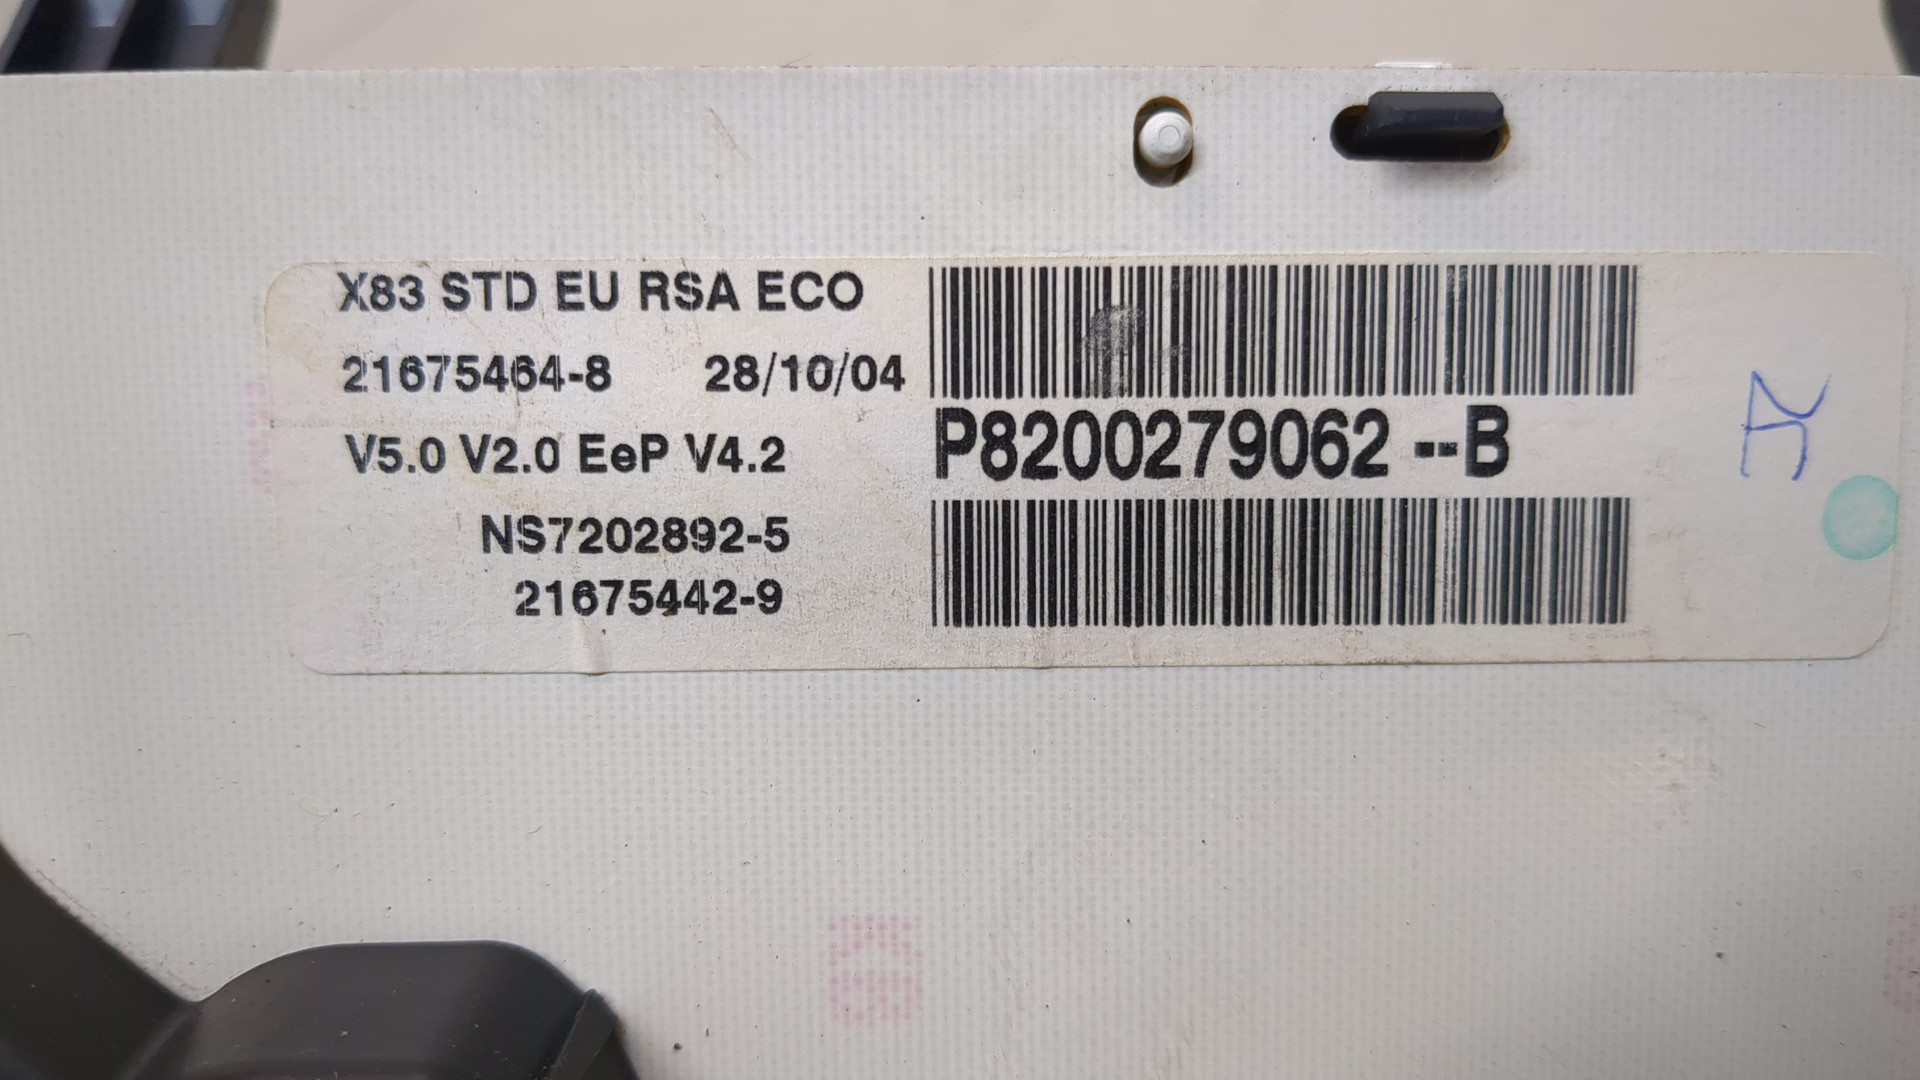 X83 STD EU RSA ECO
21675464-8 28/10/04
V5.0 V2.0 EeP V4.2
NS7202892-5
21675442-9
P8200279062 --B